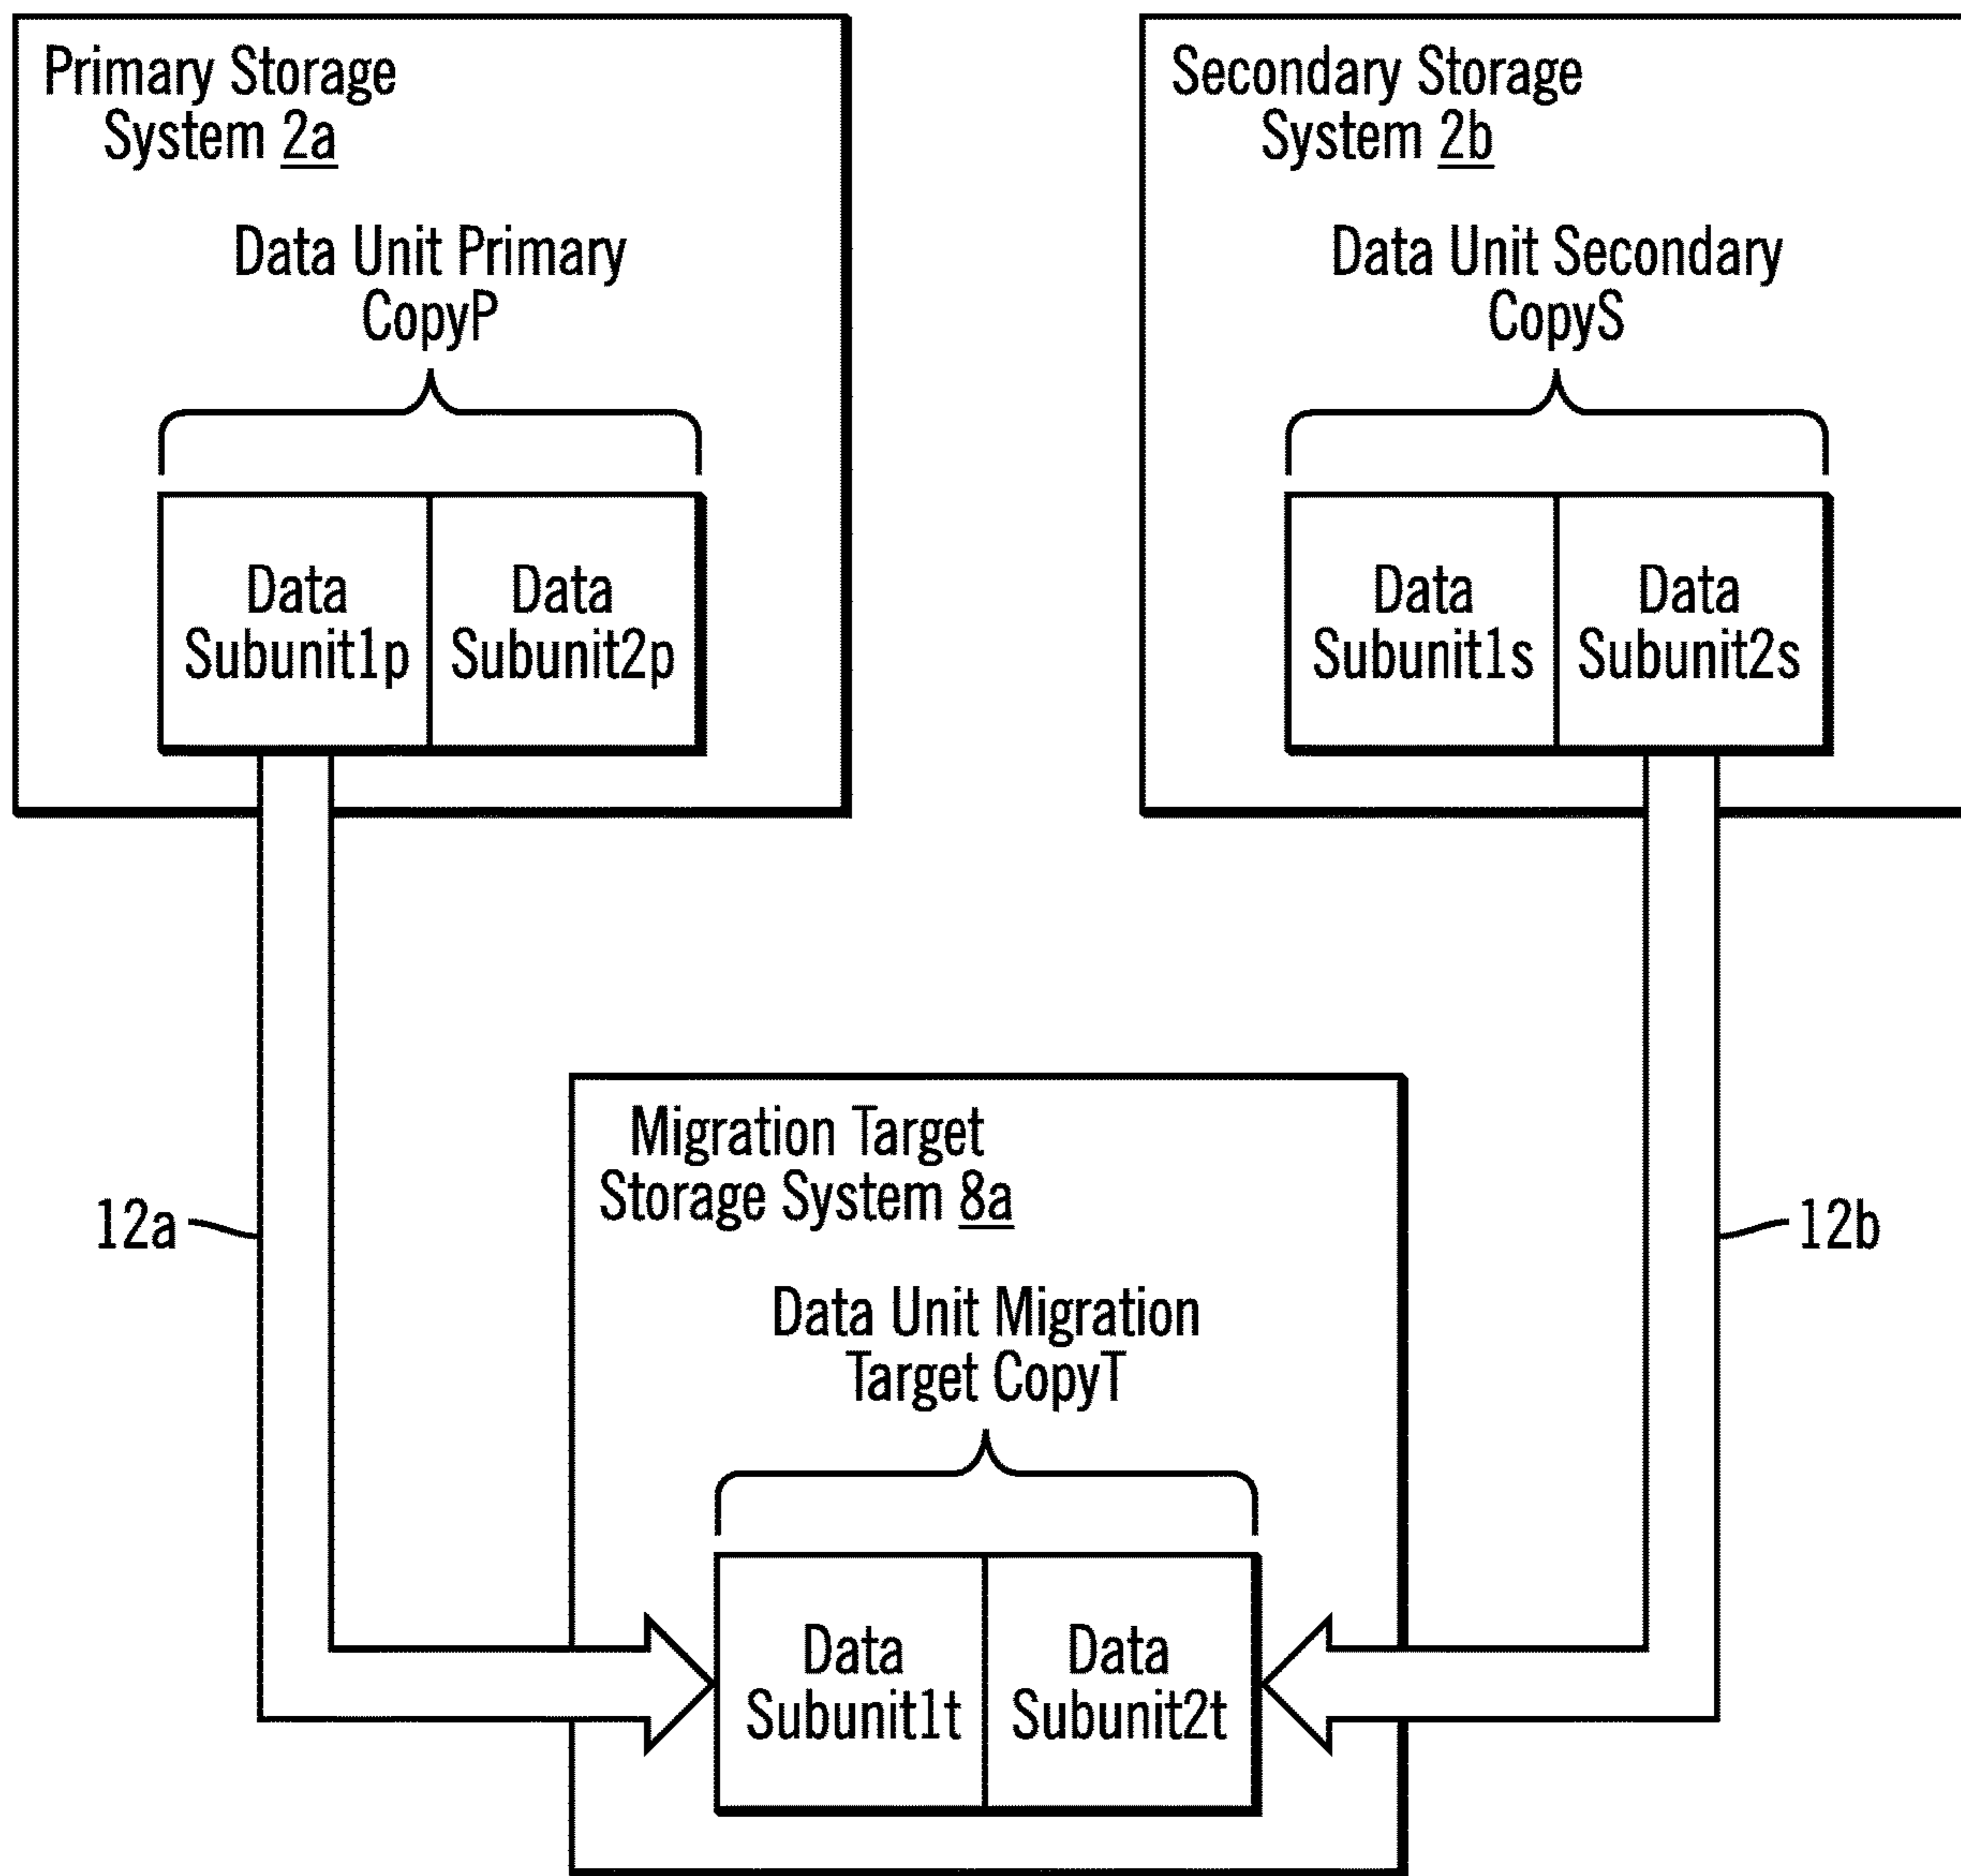 Primary Storage
System 2a
Data Unit Primary
CopyP
Data
Subunit1p
Data
Subunit2p
Secondary Storage
System 2b
Data Unit Secondary
CopyS
Data
Subunit1s
Data
Subunit2s
12a
Migration Target
Storage System 8a
Data Unit Migration
Target CopyT
Data
Subunit1t
Data
Subunit2t
12b